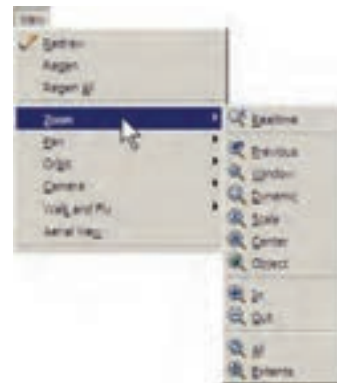 View
Redraw
Regen
Regen All
Zoom
Pan
Orbit
Camera
Walk and Fly
Aerial View
Realtime
Previous
Window
Dynamic
Scale
Center
Object
In
Out
All
Extents